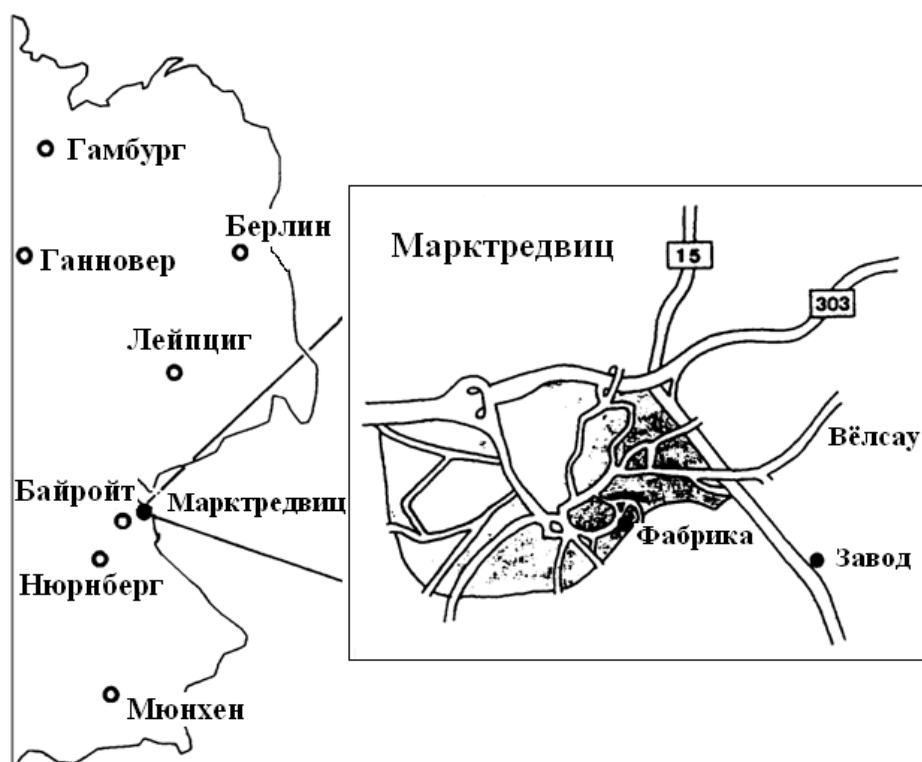 Гамбург
Берлин
Ганновер
Лейпциг
Байройт
Марктредвиц
Нюрнберг
Мюнхен
Марктредвиц
15
303
Вёлсау
Фабрика
Завод